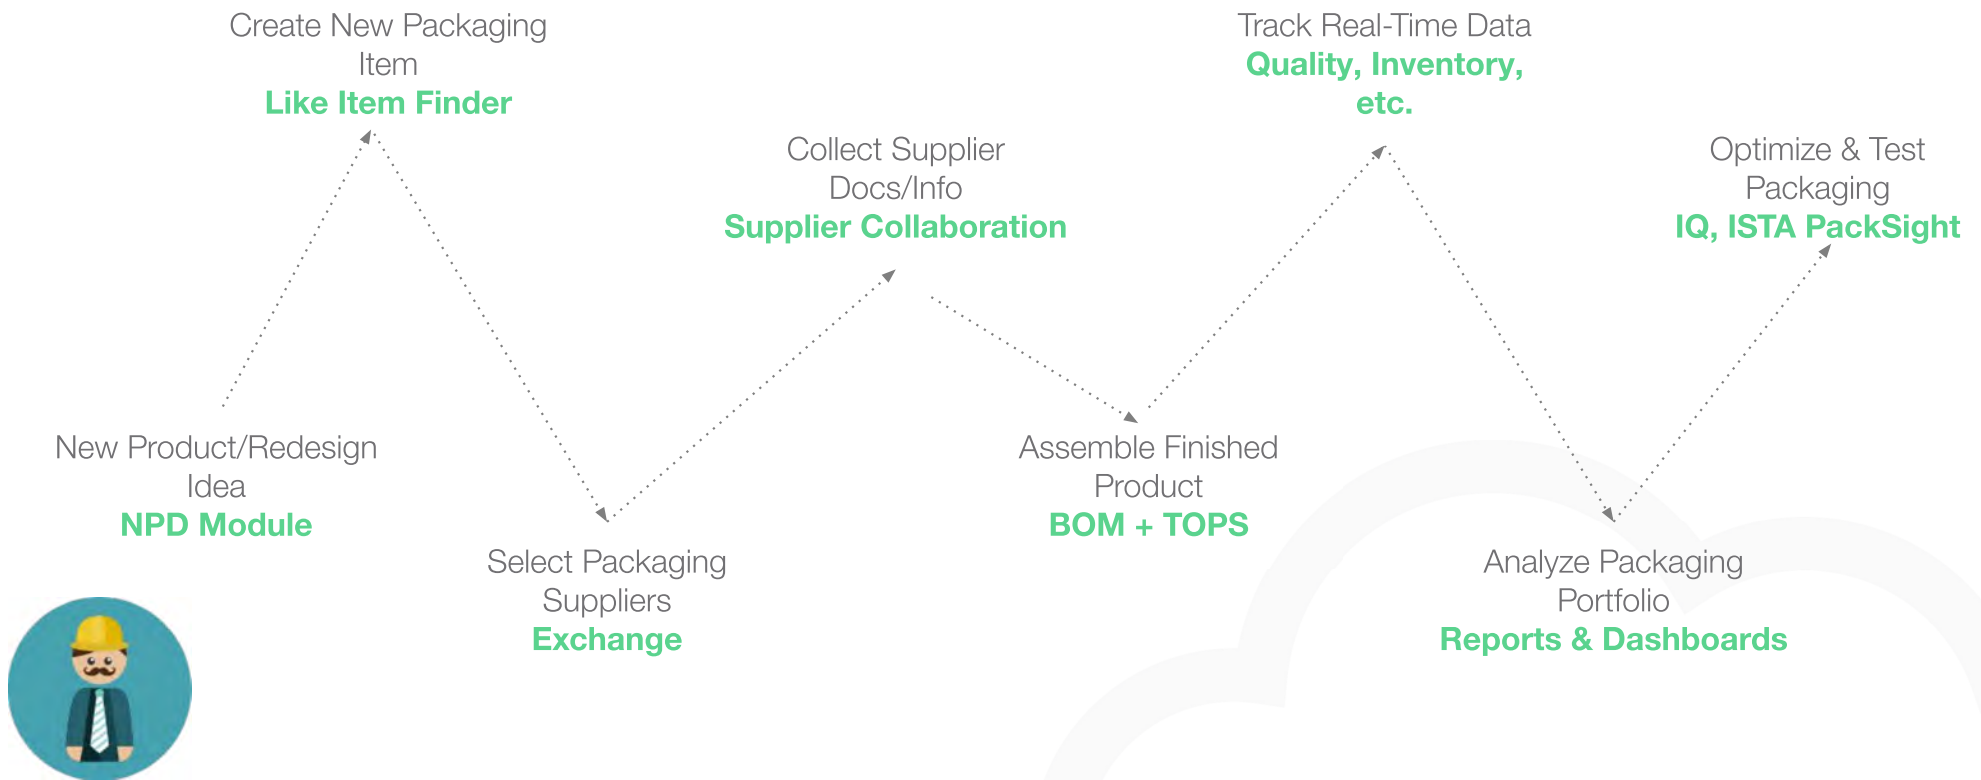 Create New Packaging
Item
Like Item Finder
Track Real-Time Data
Quality, Inventory,
etc.
Collect Supplier
Docs/Info
Supplier Collaboration
Optimize & Test
Packaging
IQ, ISTA PackSight
New Product/Redesign
Idea
NPD Module
Assemble Finished
Product
BOM + TOPS
Select Packaging
Suppliers
Exchange
Analyze Packaging
Portfolio
Reports & Dashboards